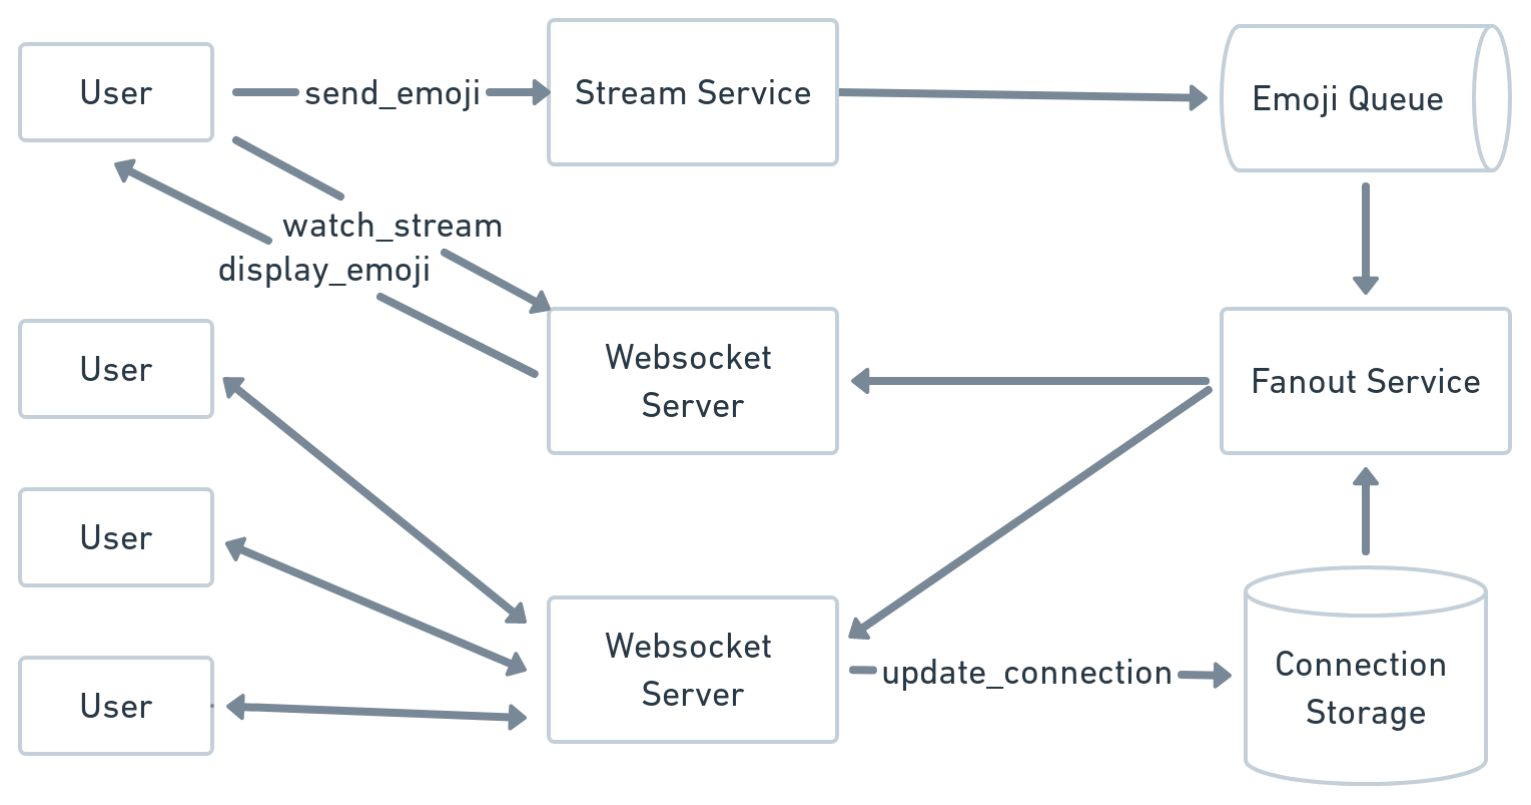 User
send_emoji
Stream Service
Emoji Queue
watch_stream
display_emoji
User
Websocket
Server
Fanout Service
User
User
Websocket
Server
update_connection
Connection
Storage